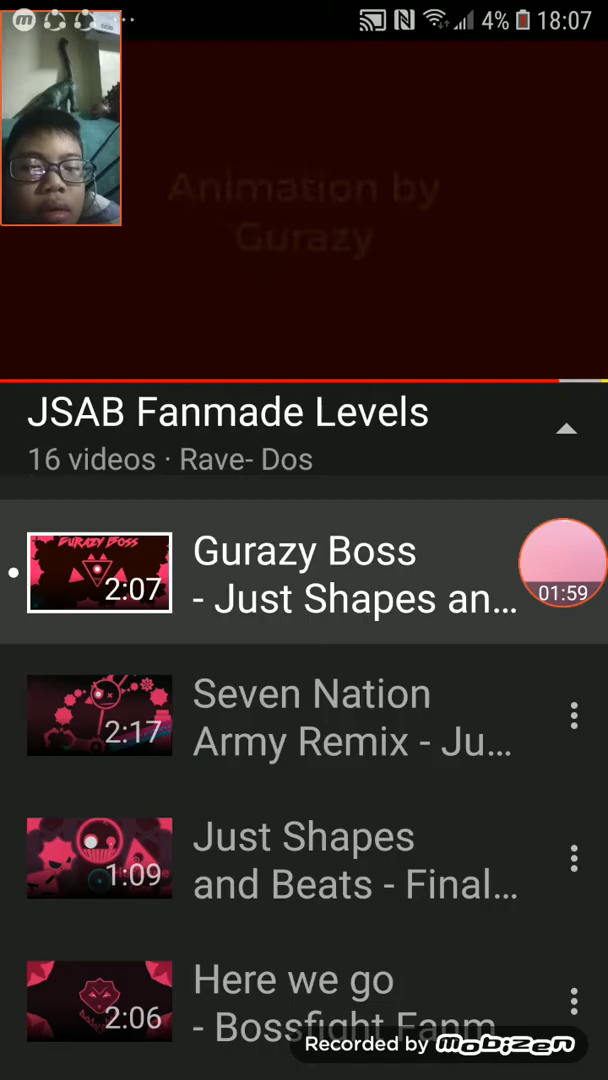 4% 18:07
Animation by
Gurazy
JSAB Fanmade Levels
16 videos · Rave- Dos
GURAZY BOSS
2:07
Gurazy Boss
- Just Shapes an...
01:59
2:17
Seven Nation
Army Remix - Ju...
1:09
Just Shapes
and Beats - Final...
2:06
Here we go
- Bossfight Fanm
Recorded by mobizen